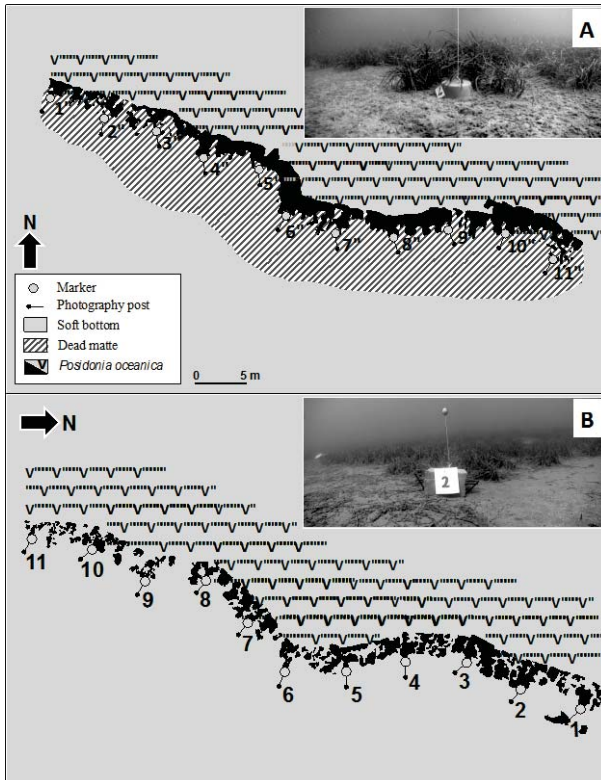 A
1"
2"
3"
4"
5"
6"
7"
8"
9"
10"
11"
N
Marker
Photography post
Soft bottom
Dead matte
V Posidonia oceanica
0 5 m
B
N
2
11
10
9
8
7
6
5
4
3
2
1